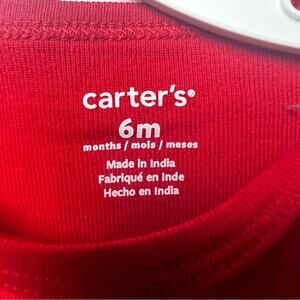 carter's®
6m
months / mois / meses
Made in India
Fabriqué en Inde
Hecho en India